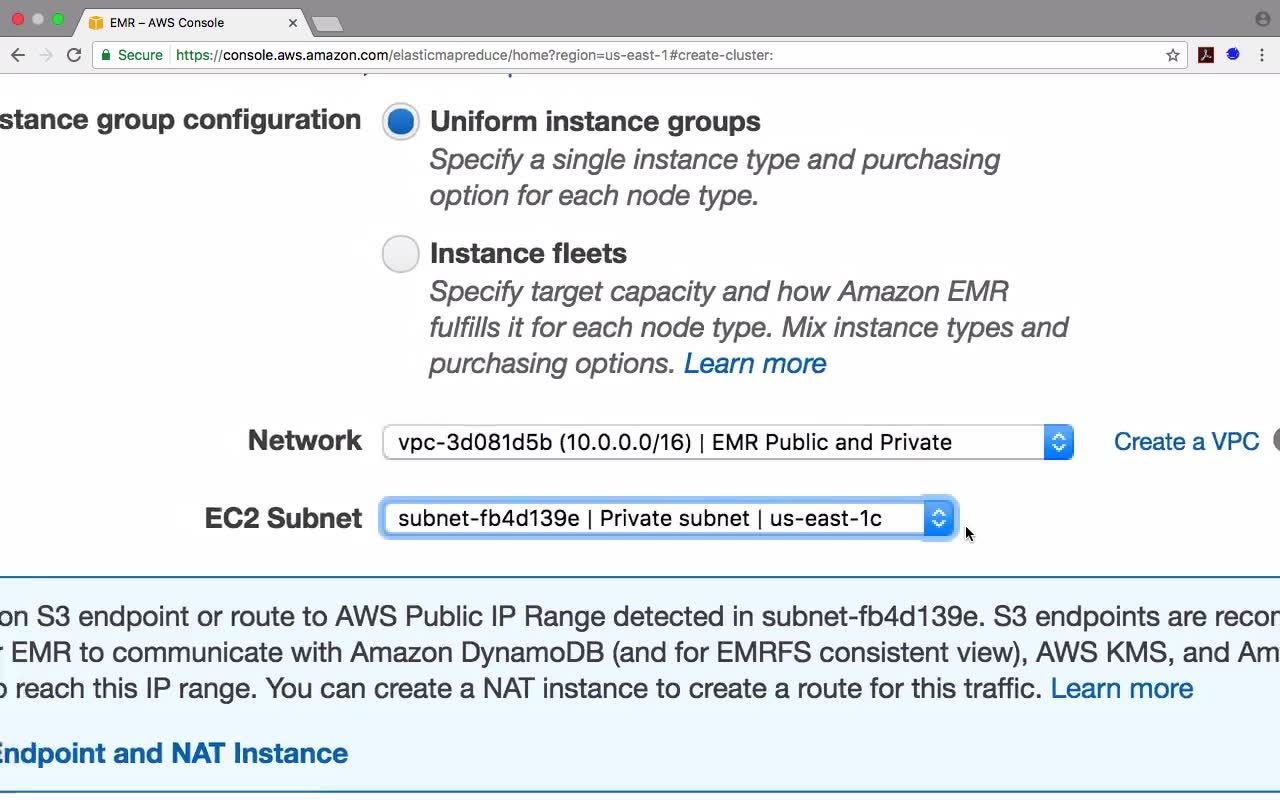 EMR – AWS Console
Secure https://console.aws.amazon.com/elasticmapreduce/home?region=us-east-1#create-cluster:
stance group configuration
Uniform instance groups
Specify a single instance type and purchasing
option for each node type.
Instance fleets
Specify target capacity and how Amazon EMR
fulfills it for each node type. Mix instance types and
purchasing options. Learn more
Network vpc-3d081d5b (10.0.0.0/16) | EMR Public and Private Create a VPC
EC2 Subnet subnet-fb4d139e | Private subnet | us-east-1c
on S3 endpoint or route to AWS Public IP Range detected in subnet-fb4d139e. S3 endpoints are recon
EMR to communicate with Amazon DynamoDB (and for EMRFS consistent view), AWS KMS, and Am
reach this IP range. You can create a NAT instance to create a route for this traffic. Learn more
Endpoint and NAT Instance